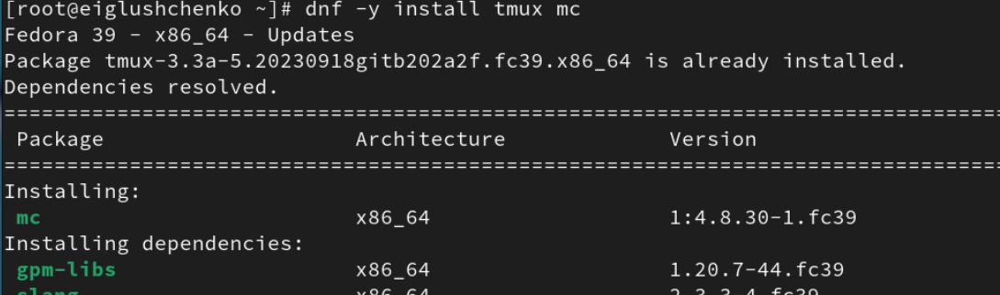 [root@eiglushchenko ~]# dnf -y install tmux mc
Fedora 39 - x86_64 - Updates
Package tmux-3.3a-5.20230918gitb202a2f.fc39.x86_64 is already installed.
Dependencies resolved.
================================================================================
Package Architecture Version
================================================================================
Installing:
mc x86_64 1:4.8.30-1.fc39
Installing dependencies:
gpm-libs x86_64 1.20.7-44.fc39
slang x86_64 2.3.3-4.fc39